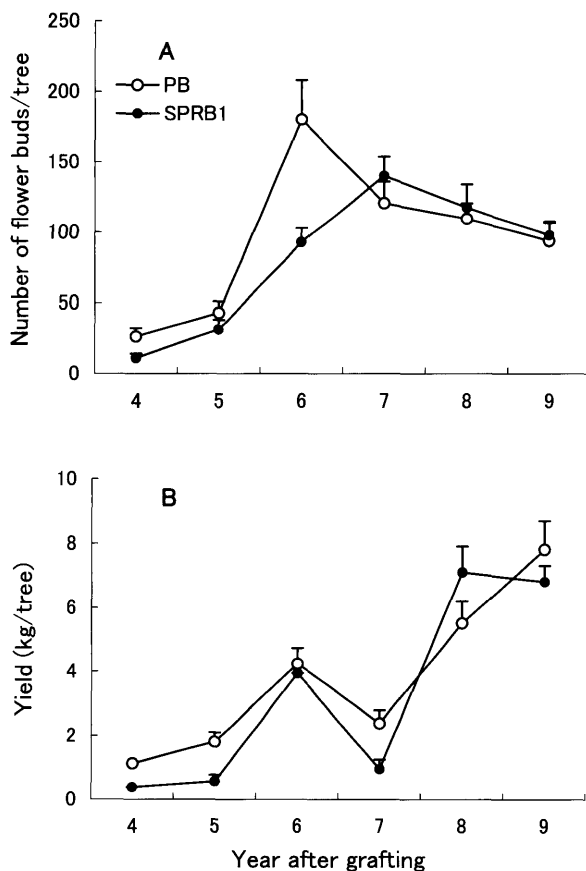 A
PB
SPRB1
Number of flower buds/tree
250
200
150
100
50
0
4 5 6 7 8 9
B
Yield (kg/tree)
10
8
6
4
2
0
4 5 6 7 8 9
Year after grafting